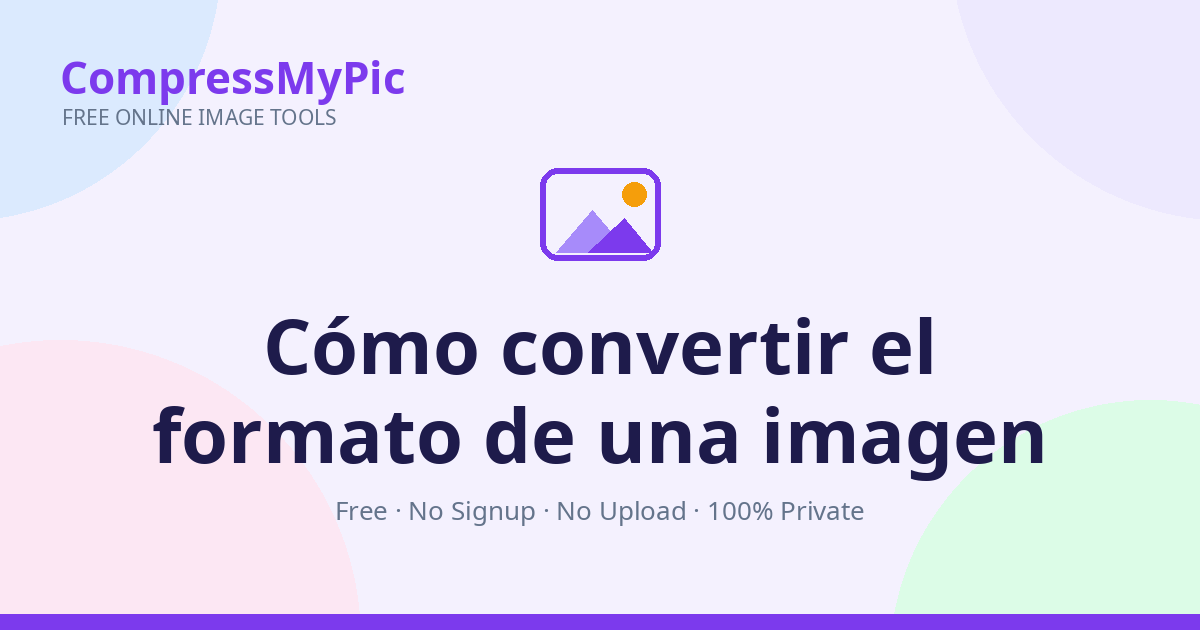 CompressMyPic
FREE ONLINE IMAGE TOOLS
Cómo convertir el
formato de una imagen
Free · No Signup · No Upload · 100% Private